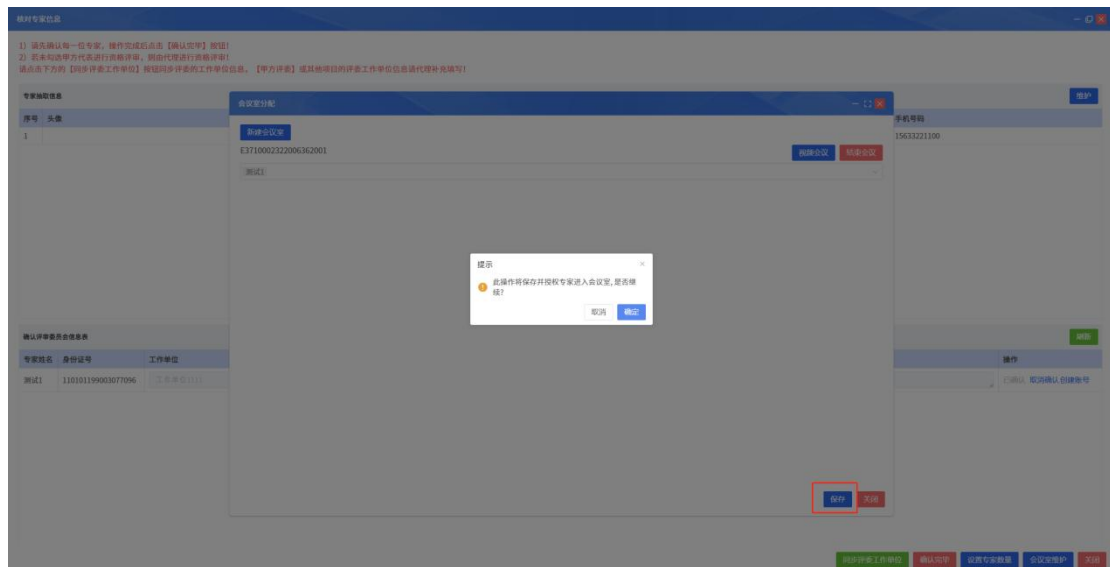 核对专家信息
1）请先确认每一位专家，操作完成后点击【确认完毕】按钮！
2）若未勾选甲方代表进行资格评审，则由代理进行资格评审！
请点击下方的【同步评委工作单位】按钮同步评委的工作单位信息。【甲方评委】或其他项目的评委工作单位信息请代理补充填写！
专家抽取信息
维护
序号 头像 手机号码
1 15633221100
会议室分配
新建会议室
E3710002322006362001
视频会议 结束会议
测试1
提示
此操作将保存并授权专家进入会议室，是否继
续？
取消 确定
保存 关闭
确认评审委员会信息表
刷新
专家姓名 身份证号 工作单位 操作
测试1 110101199003077096 工作单位(11) 已确认 取消确认 创建账号
同步评委工作单位 确认完毕 设置专家数量 会议室维护 关闭